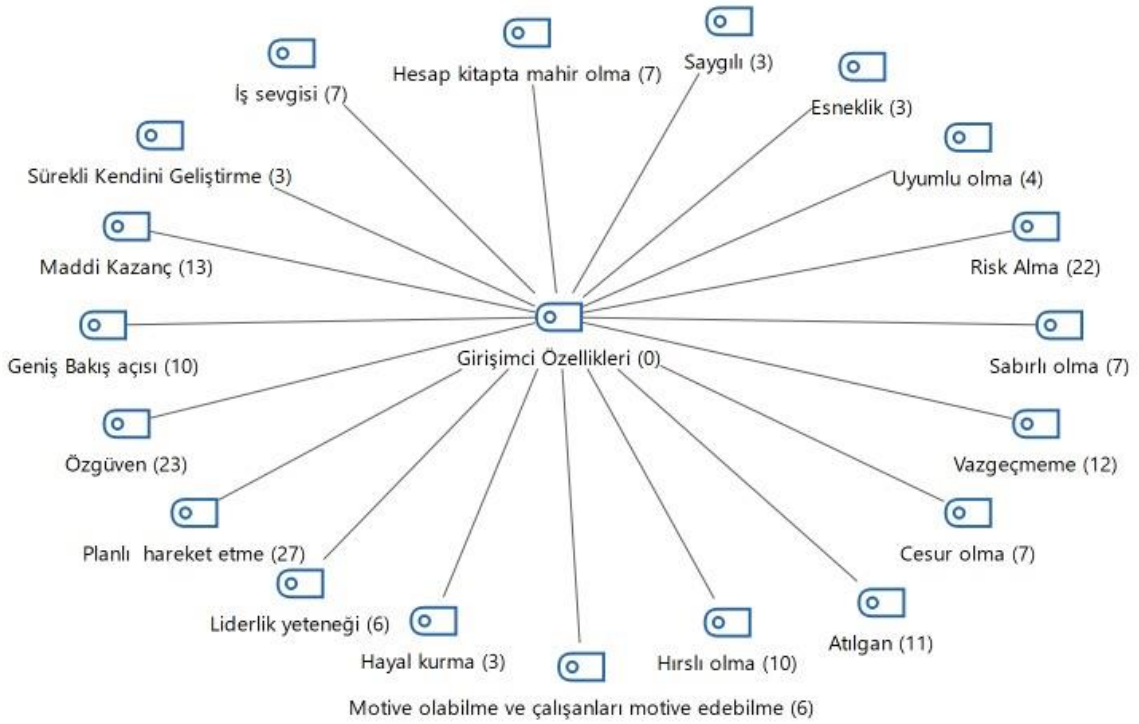 Saygılı (3)
Hesap kitapta mahir olma (7)
İş sevgisi (7)
Esneklik (3)
Sürekli Kendini Geliştirme (3)
Uyumlu olma (4)
Maddi Kazanç (13)
Risk Alma (22)
Girişimci Özellikleri (0)
Geniş Bakış açısı (10)
Sabırlı olma (7)
Özgüven (23)
Vazgeçmeme (12)
Planlı  hareket etme (27)
Cesur olma (7)
Liderlik yeteneği (6)
Atılgan (11)
Hayal kurma (3)
Hırslı olma (10)
Motive olabilme ve çalışanları motive edebilme (6)